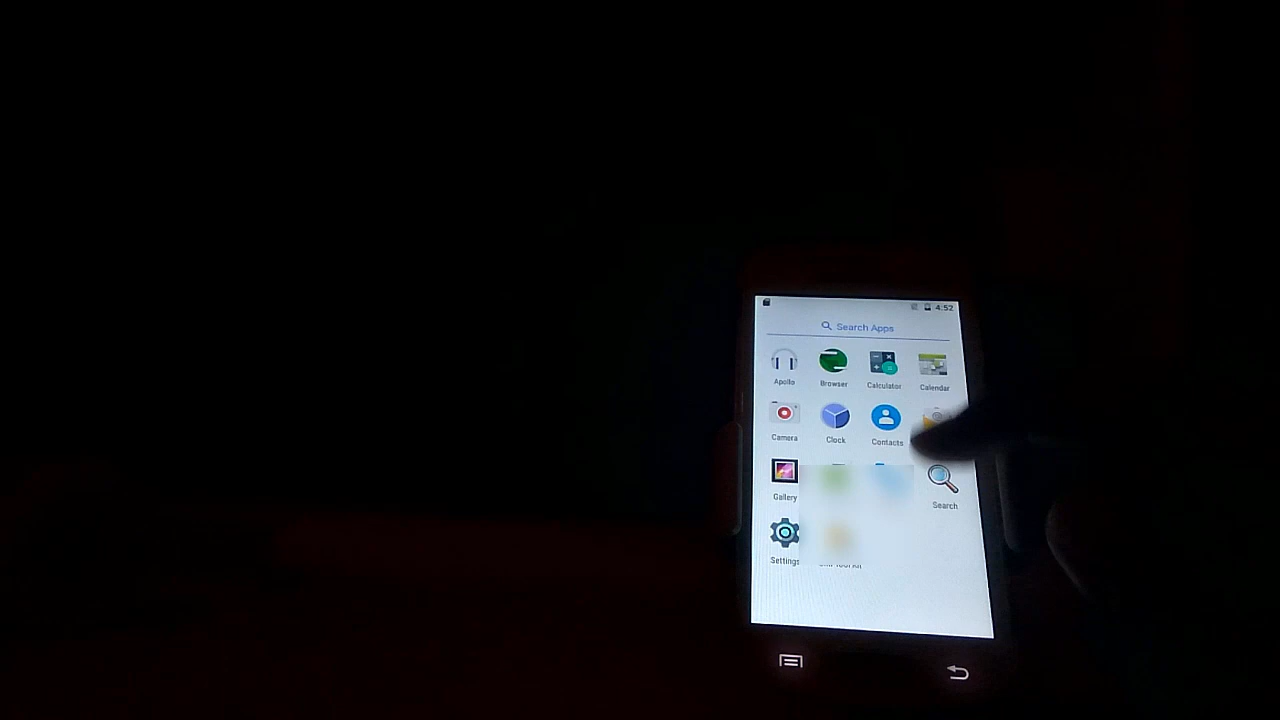 4:52
Search Apps
Apollo Browser Calculator Calendar
Camera Clock Contacts
Gallery Search
Settings